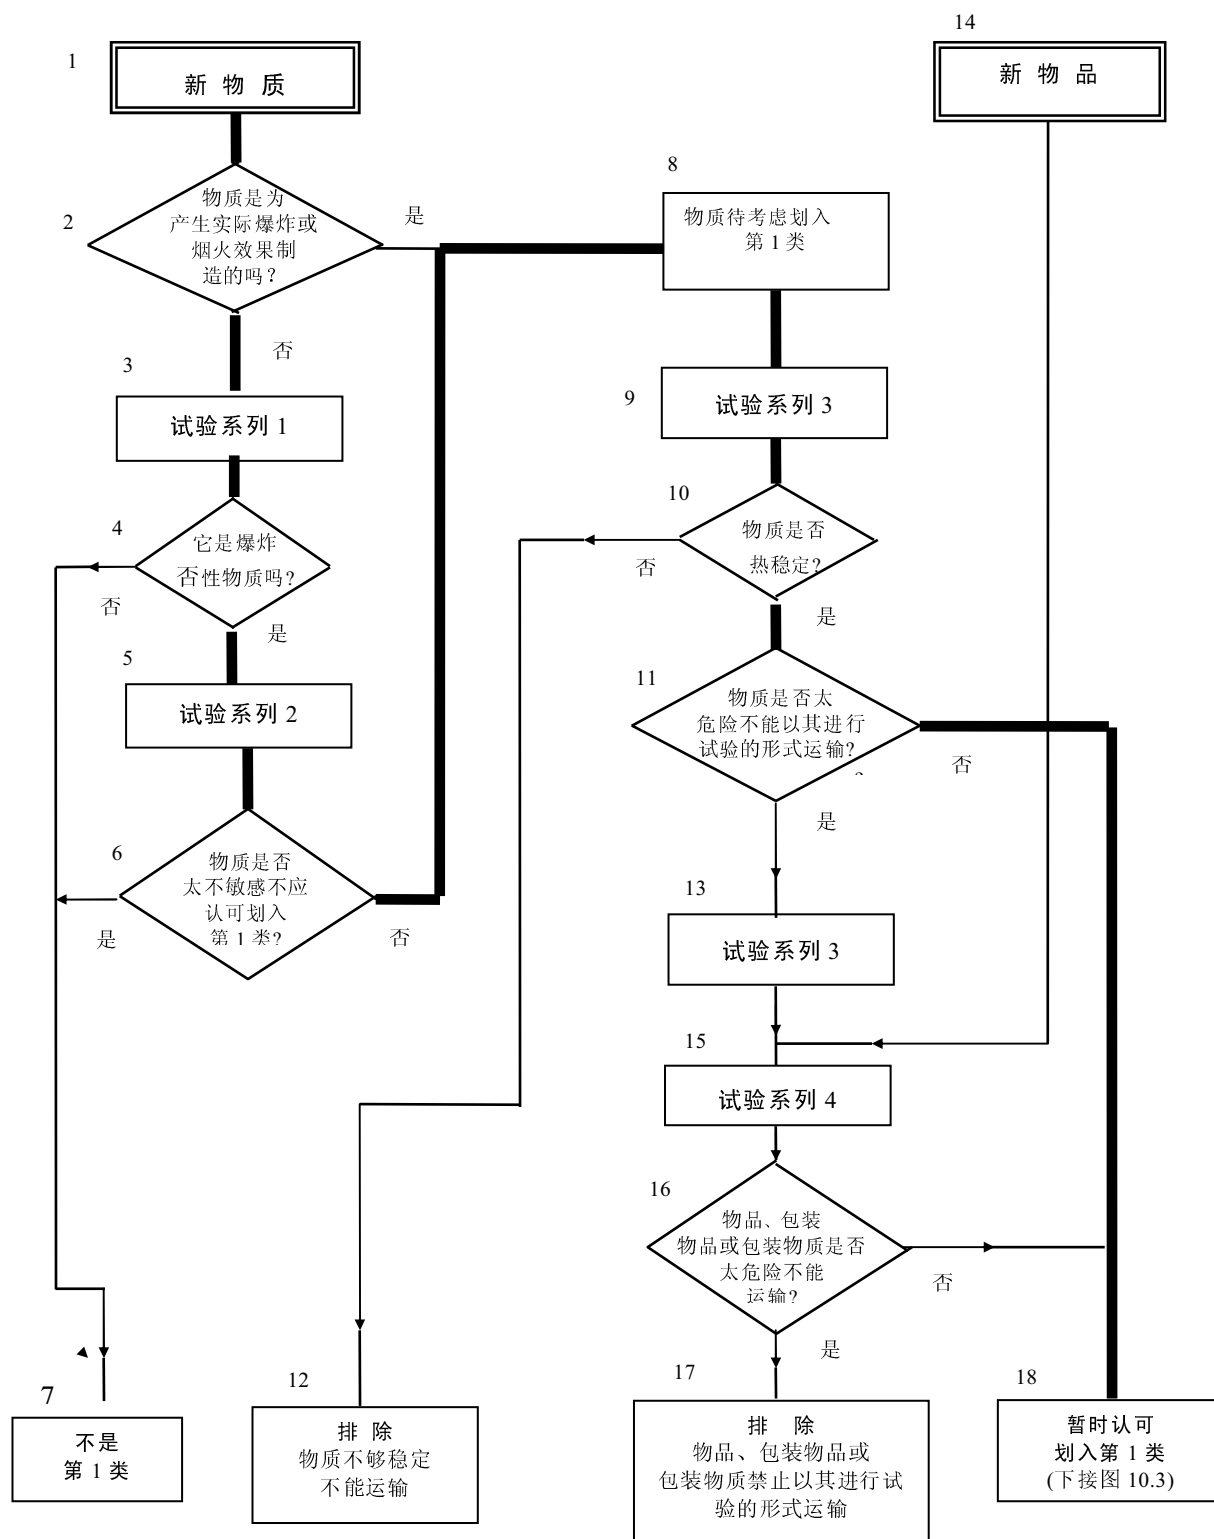 1
新 物 质
2
物质是为
产生实际爆炸或
烟火效果制
造的吗?
是
否
3
试验系列 1
4
它是爆炸
否性物质吗?
否
是
5
试验系列 2
6
物质是否
太不敏感不应
认可划入
第 1 类?
是
否
7
不是
第 1 类
8
物质待考虑划入
第 1 类
9
试验系列 3
10
物质是否
热稳定?
否
是
11
物质是否太
危险不能以其进行
试验的形式运输?
?
否
是
12
排 除
物质不够稳定
不能运输
13
试验系列 3
14
新 物 品
15
试验系列 4
16
物品、包装
物品或包装物质是否
太危险不能
运输?
否
是
17
排 除
物品、包装物品或
包装物质禁止以其进行试
验的形式运输
18
暂时认可
划入第 1 类
(下接图 10.3)